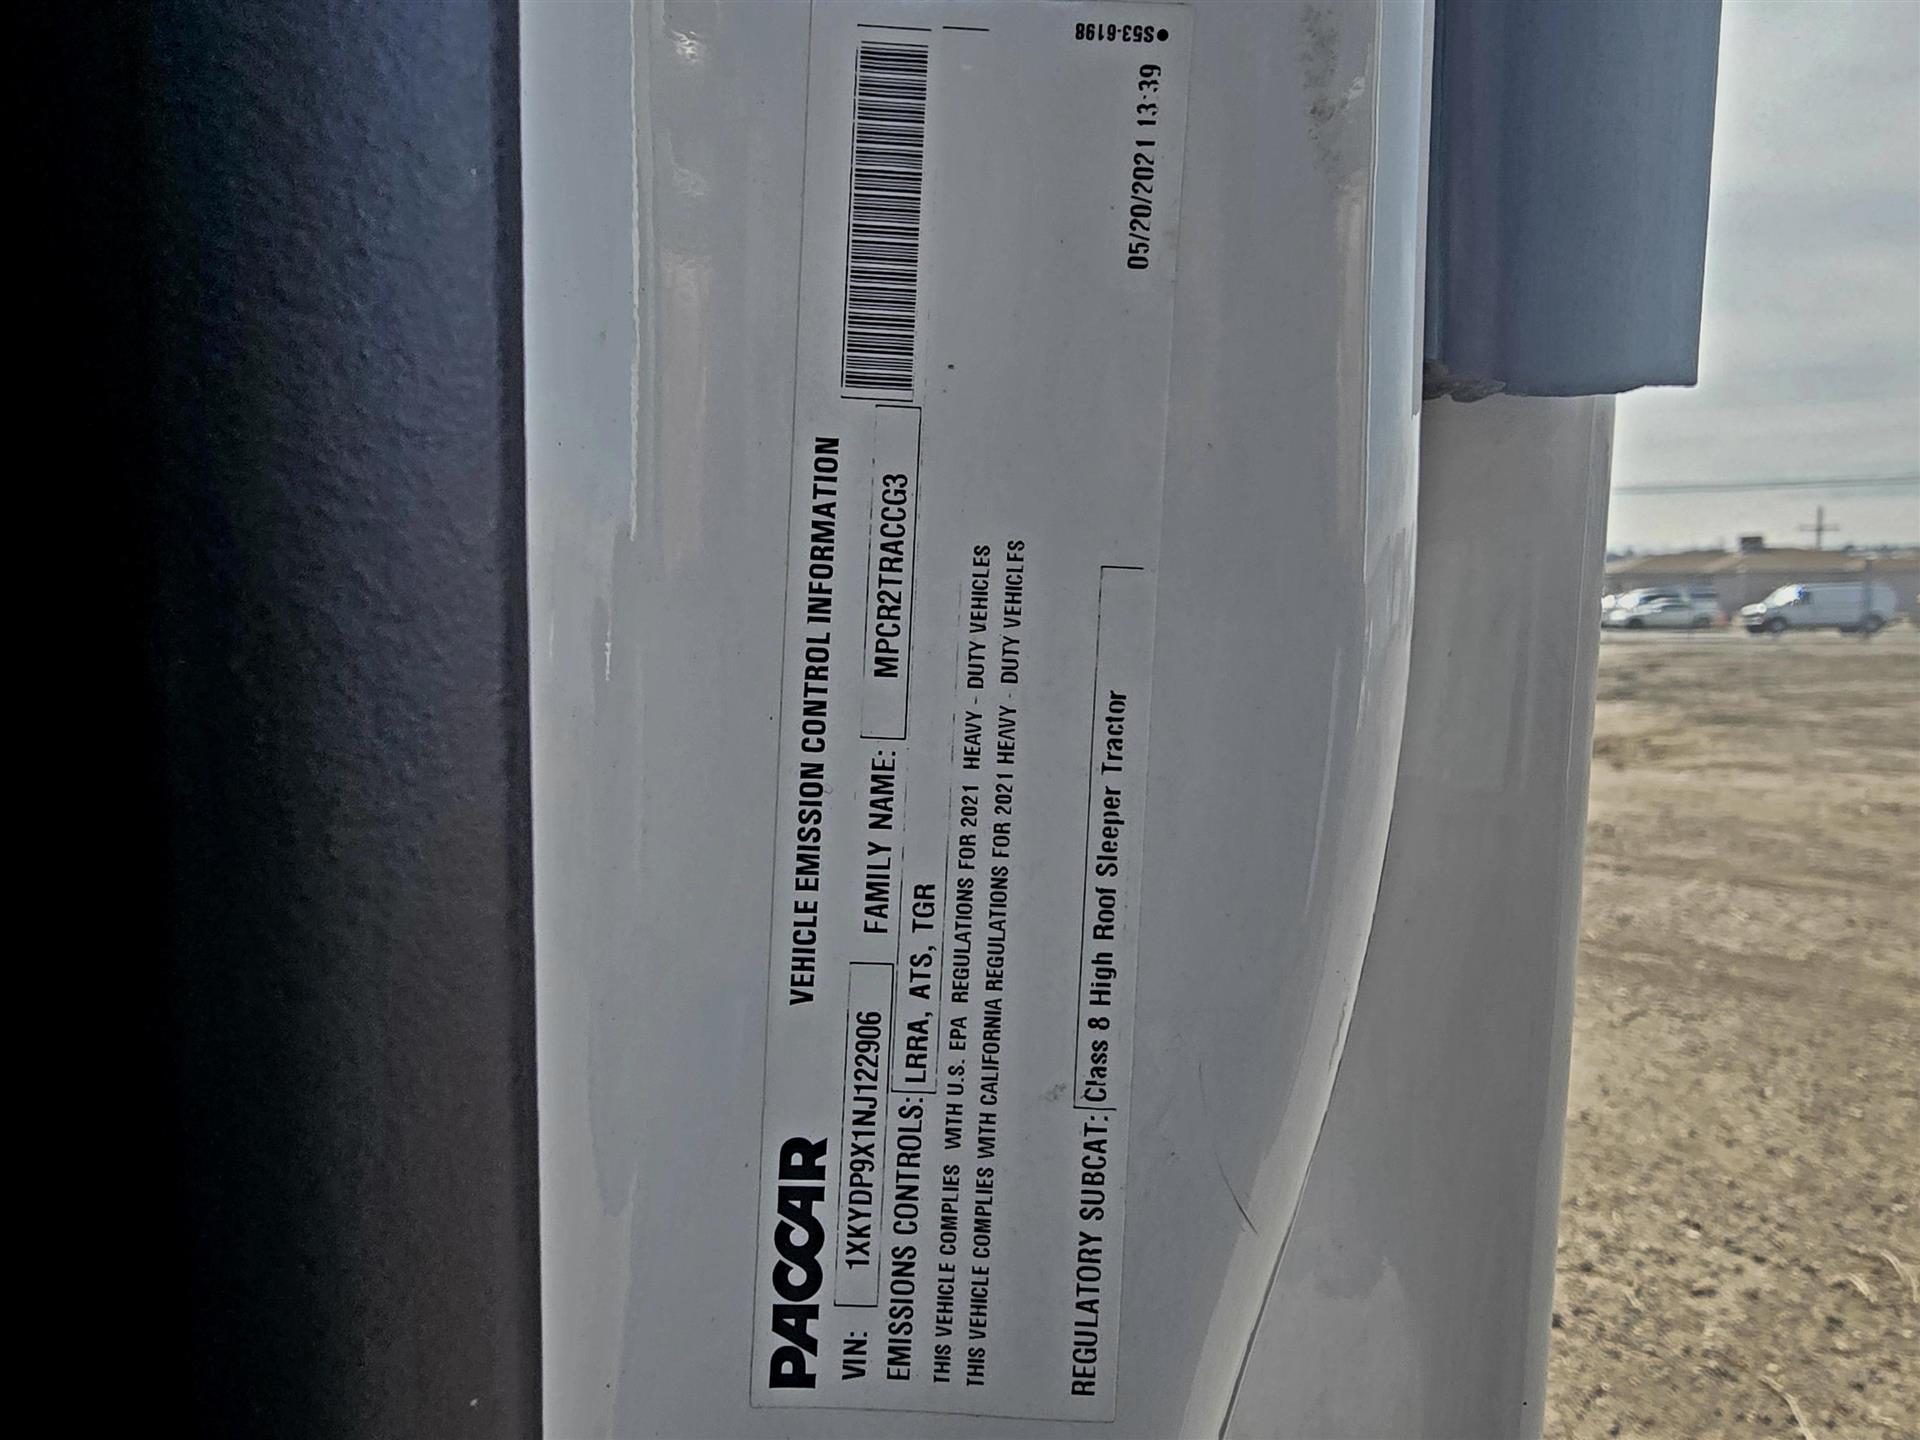 PACCAR VEHICLE EMISSION CONTROL INFORMATION
VIN: 1XKYDP9X1NJ122906 FAMILY NAME: MPCR2TRACCG3
EMISSIONS CONTROLS: LRRA, ATS, TGR
THIS VEHICLE COMPLIES WITH U.S. EPA REGULATIONS FOR 2021 HEAVY - DUTY VEHICLES
THIS VEHICLE COMPLIES WITH CALIFORNIA REGULATIONS FOR 2021 HEAVY - DUTY VEHICLES
REGULATORY SUBCAT: Class 8 High Roof Sleeper Tractor
05/20/2021 13:39
●S53-6198